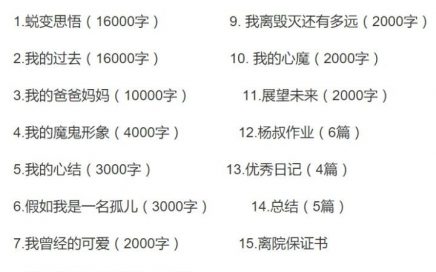 1.蜕变思悟（16000字）
2.我的过去（16000字）
3.我的爸爸妈妈（10000字）
4.我的魔鬼形象（4000字）
5.我的心结（3000字）
6.假如我是一名孤儿（3000字）
7.我曾经的可爱（2000字）
9. 我离毁灭还有多远（2000字）
10. 我的心魔（2000字）
11.展望未来（2000字）
12.杨叔作业（6篇）
13.优秀日记（4篇）
14.总结（5篇）
15.离院保证书